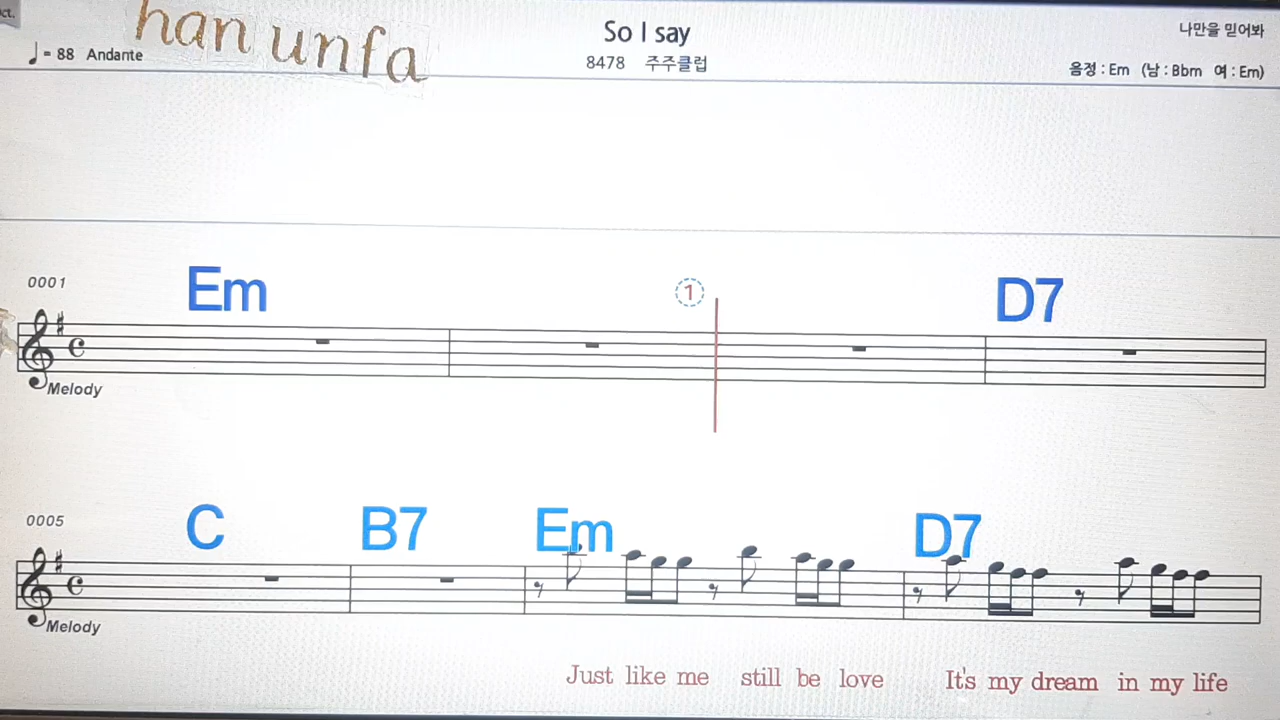 ct.
han unfa
So I say
나만을 믿어봐
♩= 88 Andante
8478 주주클럽
음정 : Em (남 : Bbm 여 : Em)
0001
Em
1
D7
Melody
0005
C B7 Em D7
Melody
Just like me still be love It's my dream in my life